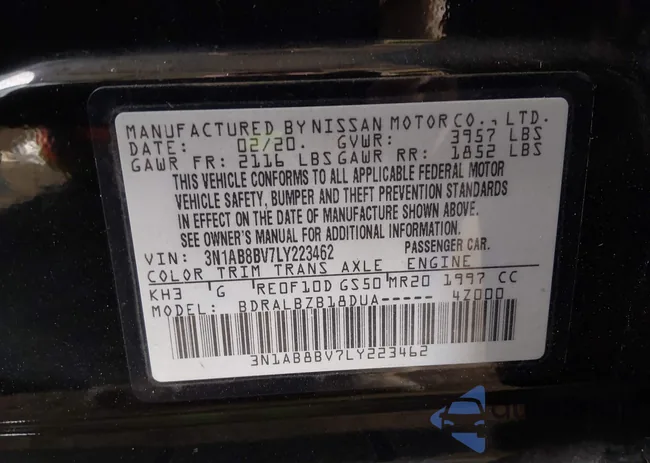 MANUFACTURED BY NISSAN MOTOR CO., LTD.
DATE: 02/20. GVWR: 3957 LBS
GAWR FR: 2116 LBS GAWR RR: 1852 LBS
THIS VEHICLE CONFORMS TO ALL APPLICABLE FEDERAL MOTOR
VEHICLE SAFETY, BUMPER AND THEFT PREVENTION STANDARDS
IN EFFECT ON THE DATE OF MANUFACTURE SHOWN ABOVE.
SEE OWNER'S MANUAL FOR ADDITIONAL INFORMATION.
VIN: 3N1AB8BV7LY223462 PASSENGER CAR.
COLOR TRIM TRANS AXLE ENGINE
KH3 'G 'RE0F10D GS50 MR20 1997 CC
MODEL: BDRALBZB18DUA----- 4Z000
3N1AB8BV7LY223462